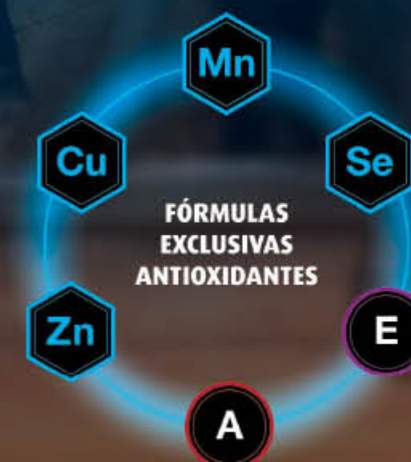 Mn
Cu
Se
FÓRMULAS
EXCLUSIVAS
ANTIOXIDANTES
Zn
E
A